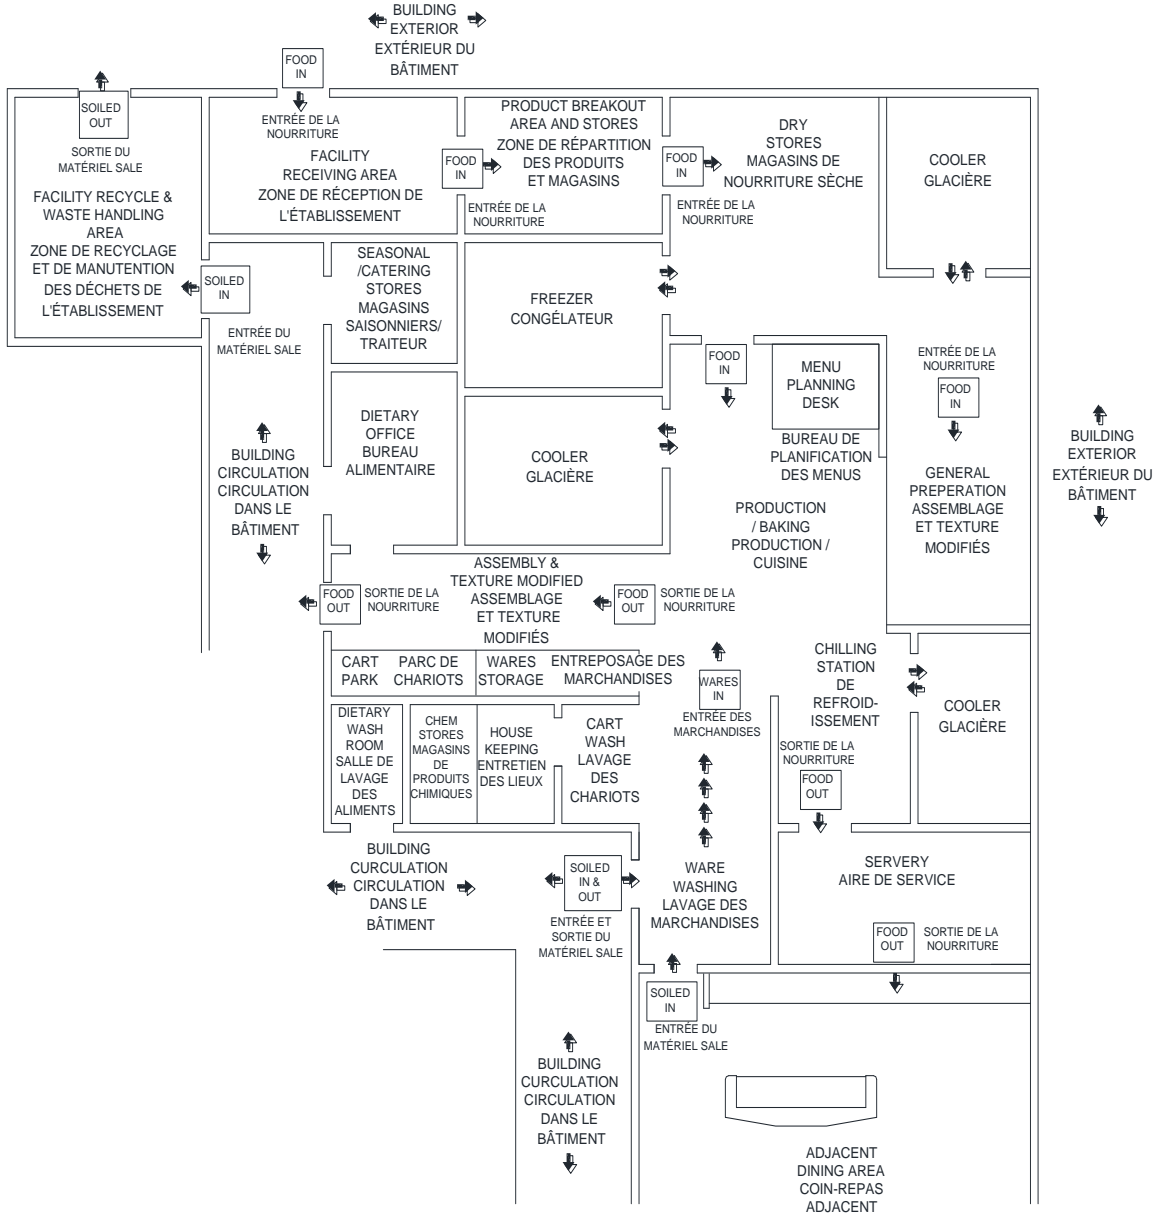 BUILDING
EXTERIOR
EXTÉRIEUR DU
BÂTIMENT
FOOD
IN
ENTRÉE DE LA
NOURRITURE
SOILED
OUT
SORTIE DU
MATÉRIEL SALE
FACILITY RECYCLE &
WASTE HANDLING
AREA
ZONE DE RECYCLAGE
ET DE MANUTENTION
DES DÉCHETS DE
L'ÉTABLISSEMENT
FACILITY
RECEIVING AREA
ZONE DE RÉCEPTION DE
L'ÉTABLISSEMENT
FOOD
IN
ENTRÉE DE LA
NOURRITURE
PRODUCT BREAKOUT
AREA AND STORES
ZONE DE RÉPARTITION
DES PRODUITS
ET MAGASINS
FOOD
IN
ENTRÉE DE LA
NOURRITURE
DRY
STORES
MAGASINS DE
NOURRITURE SÈCHE
COOLER
GLACIÈRE
SOILED
IN
ENTRÉE DU
MATÉRIEL SALE
SEASONAL
/CATERING
STORES
MAGASINS
SAISONNIERS/
TRAITEUR
FREEZER
CONGÉLATEUR
FOOD
IN
MENU
PLANNING
DESK
BUREAU DE
PLANIFICATION
DES MENUS
ENTRÉE DE LA
NOURRITURE
FOOD
IN
BUILDING
EXTERIOR
EXTÉRIEUR DU
BÂTIMENT
BUILDING
CIRCULATION
CIRCULATION
DANS LE
BÂTIMENT
DIETARY
OFFICE
BUREAU
ALIMENTAIRE
COOLER
GLACIÈRE
GENERAL
PREPERATION
ASSEMBLAGE
ET TEXTURE
MODIFIÉS
PRODUCTION
/ BAKING
PRODUCTION /
CUISINE
FOOD
OUT
SORTIE DE LA
NOURRITURE
ASSEMBLY &
TEXTURE MODIFIED
ASSEMBLAGE
ET TEXTURE
MODIFIÉS
FOOD
OUT
SORTIE DE LA
NOURRITURE
CART
PARK
PARC DE
CHARIOTS
WARES
STORAGE
ENTREPOSAGE DES
MARCHANDISES
WARES
IN
ENTRÉE DES
MARCHANDISES
CHILLING
STATION
DE
REFROID-
ISSEMENT
COOLER
GLACIÈRE
DIETARY
WASH
ROOM
SALLE DE
LAVAGE
DES
ALIMENTS
CHEM
STORES
MAGASINS
DE
PRODUITS
CHIMIQUES
HOUSE
KEEPING
ENTRETIEN
DES LIEUX
CART
WASH
LAVAGE
DES
CHARIOTS
SORTIE DE LA
NOURRITURE
FOOD
OUT
BUILDING
CURCULATION
CIRCULATION
DANS LE
BÂTIMENT
SOILED
IN &
OUT
ENTRÉE ET
SORTIE DU
MATÉRIEL SALE
WARE
WASHING
LAVAGE DES
MARCHANDISES
SERVERY
AIRE DE SERVICE
FOOD
OUT
SORTIE DE LA
NOURRITURE
SOILED
IN
ENTRÉE DU
MATÉRIEL SALE
BUILDING
CURCULATION
CIRCULATION
DANS LE
BÂTIMENT
ADJACENT
DINING AREA
COIN-REPAS
ADJACENT